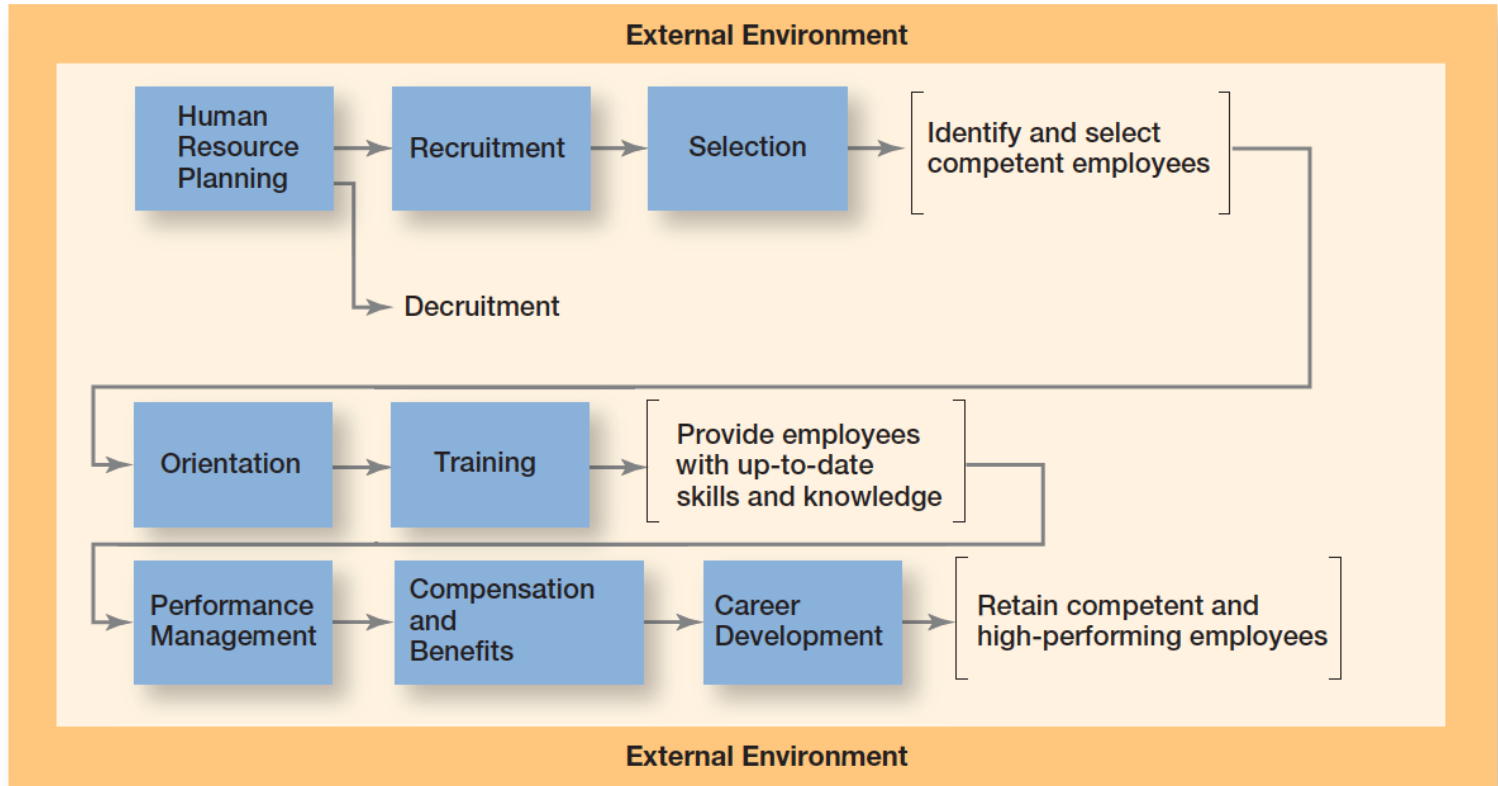 External Environment
Human
Resource
Planning
Recruitment
Selection
Identify and select
competent employees
Decruitment
Orientation
Training
Provide employees
with up-to-date
skills and knowledge
Performance
Management
Compensation
and
Benefits
Career
Development
Retain competent and
high-performing employees
External Environment